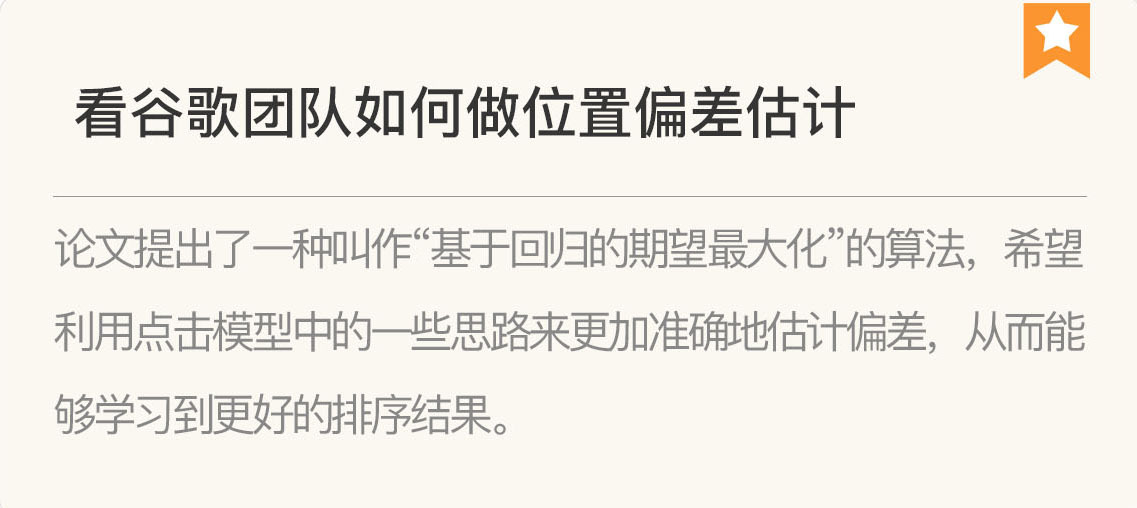 看谷歌团队如何做位置偏差估计
论文提出了一种叫作“基于回归的期望最大化”的算法，希望
利用点击模型中的一些思路来更加准确地估计偏差，从而能
够学习到更好的排序结果。